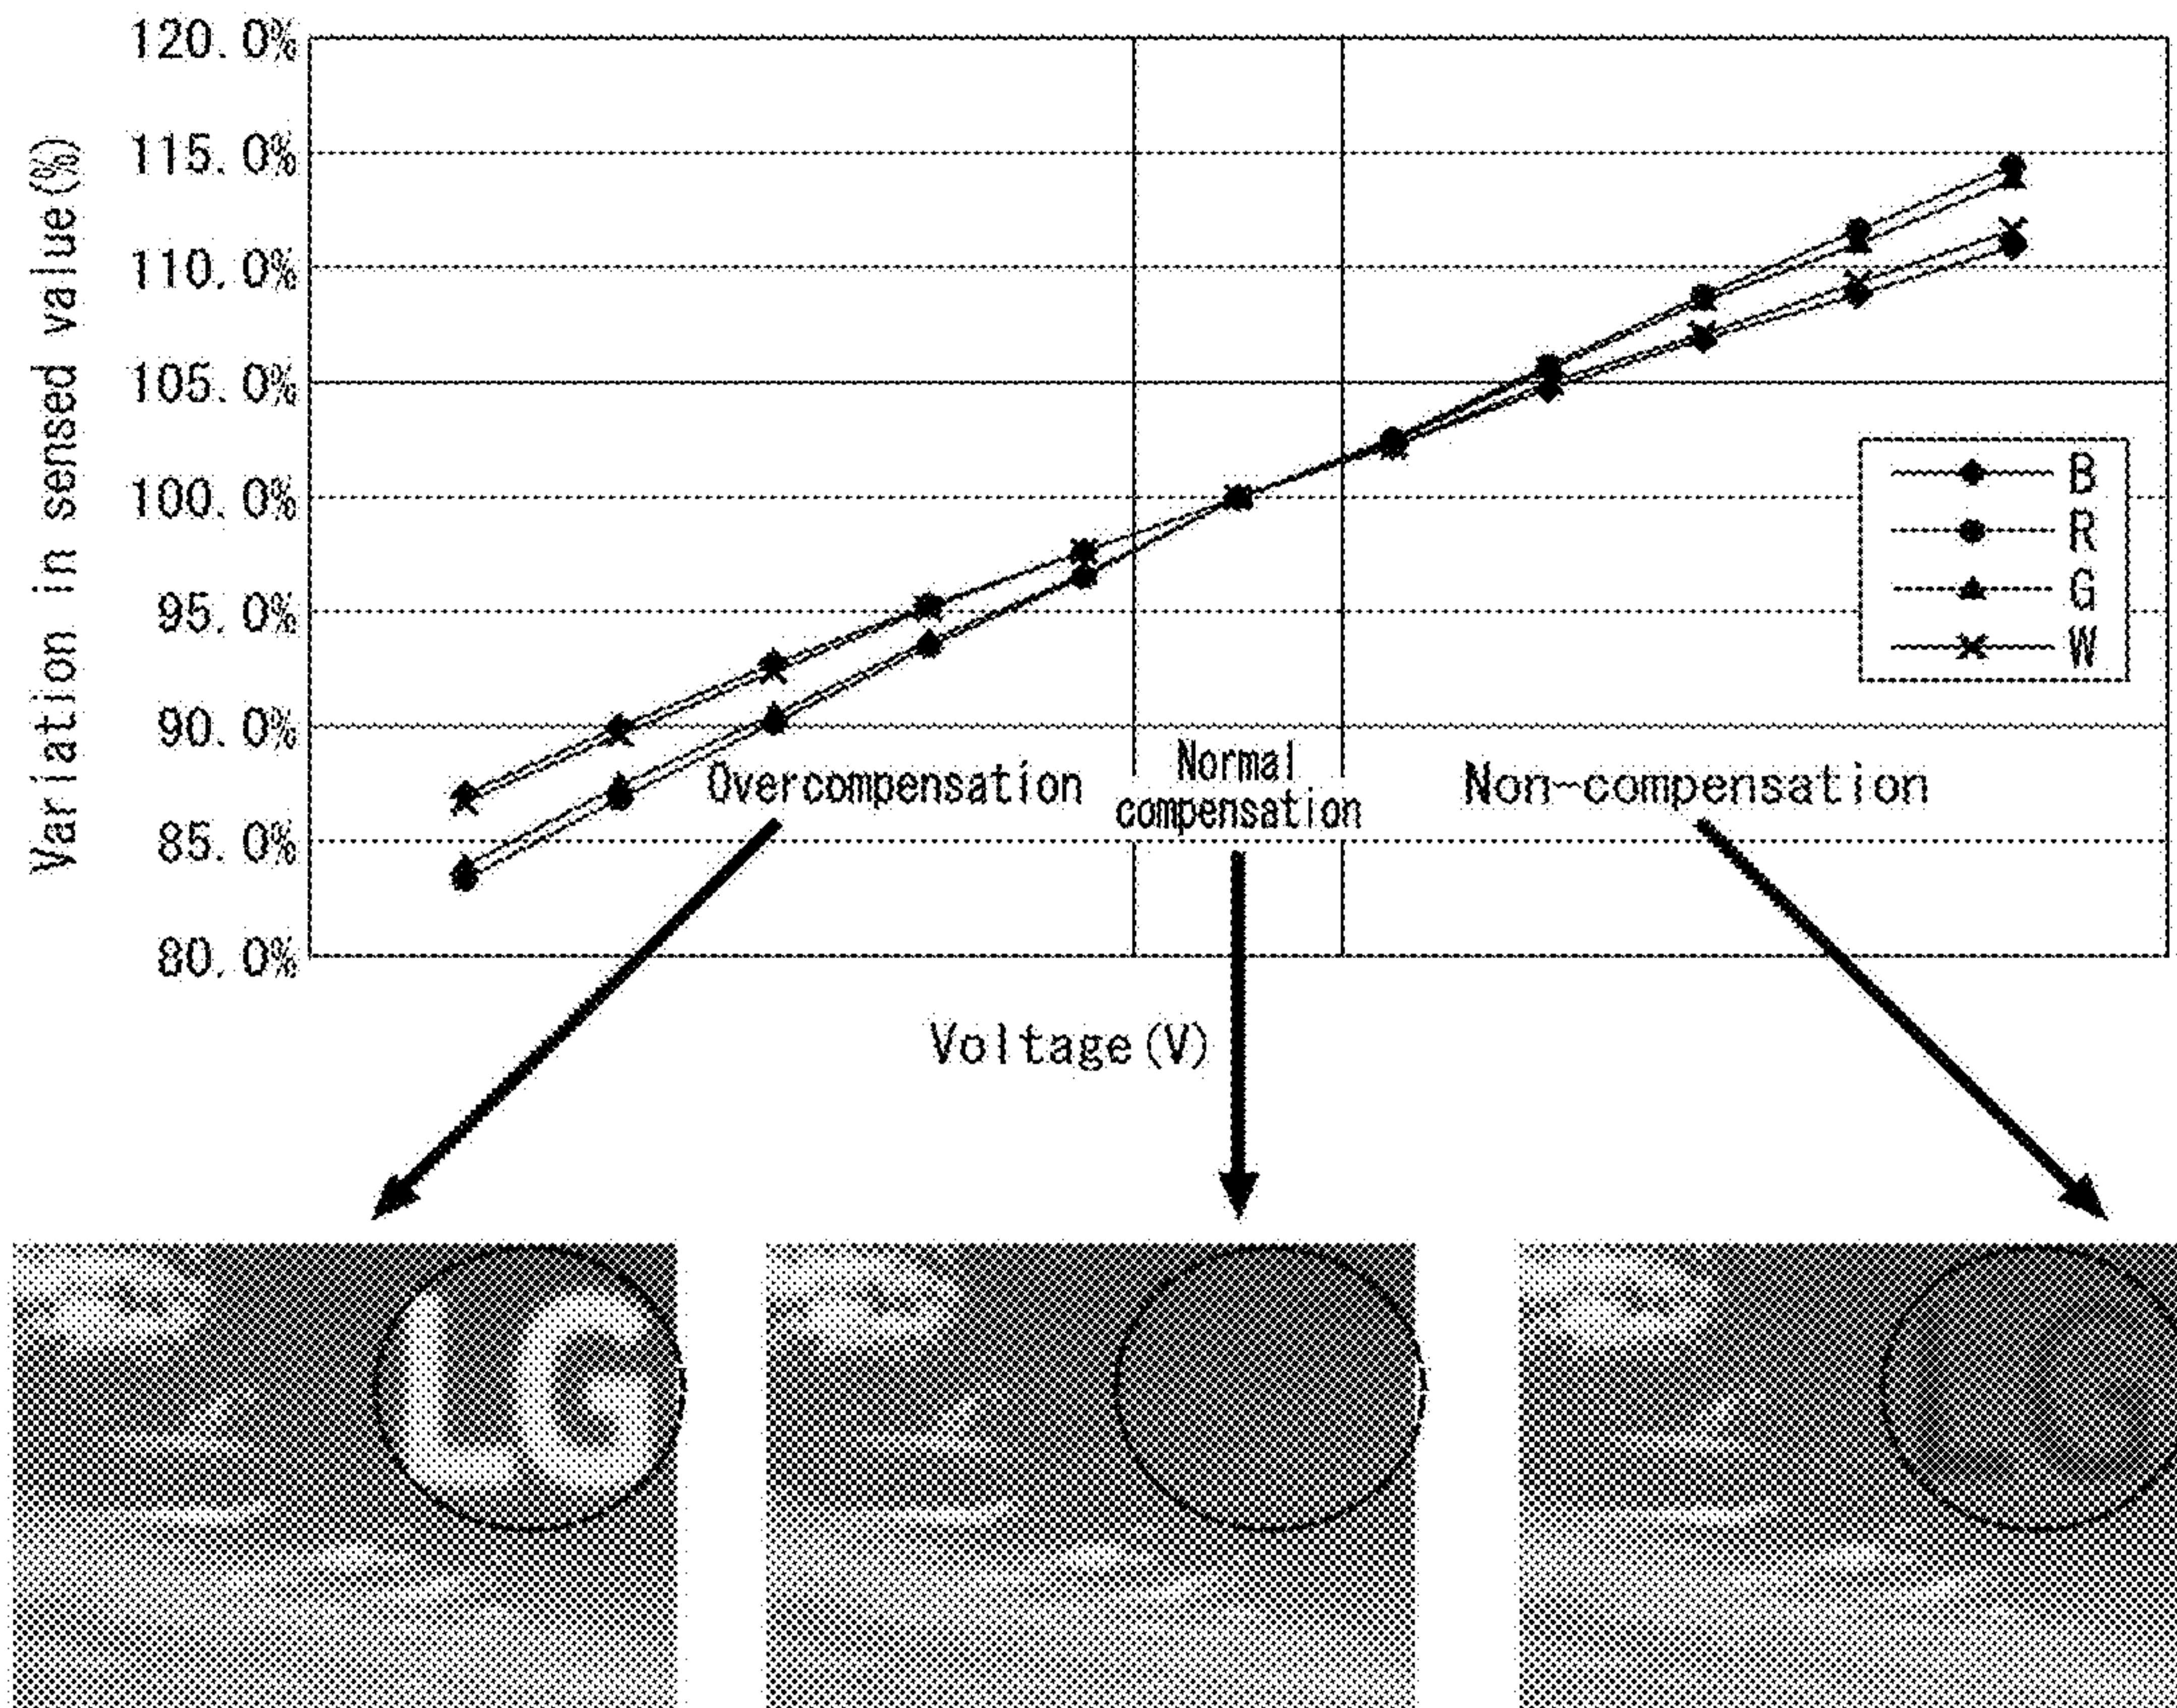 120.0%
115.0%
110.0%
105.0%
100.0%
95.0%
90.0%
85.0%
80.0%
Variation in sensed value(%)
B
R
G
W
Overcompensation
Normal
compensation
Non-compensation
Voltage(V)
LG
LG